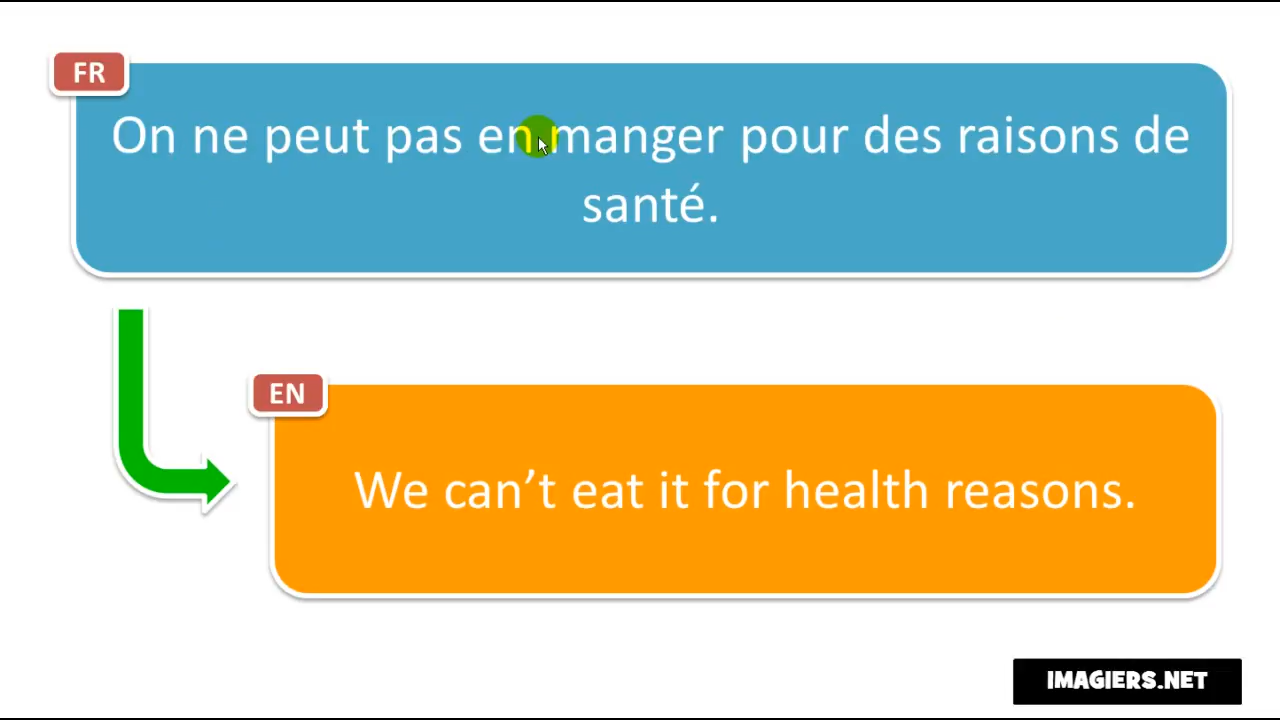 FR
On ne peut pas en manger pour des raisons de
santé.
EN
We can’t eat it for health reasons.
IMAGIERS.NET